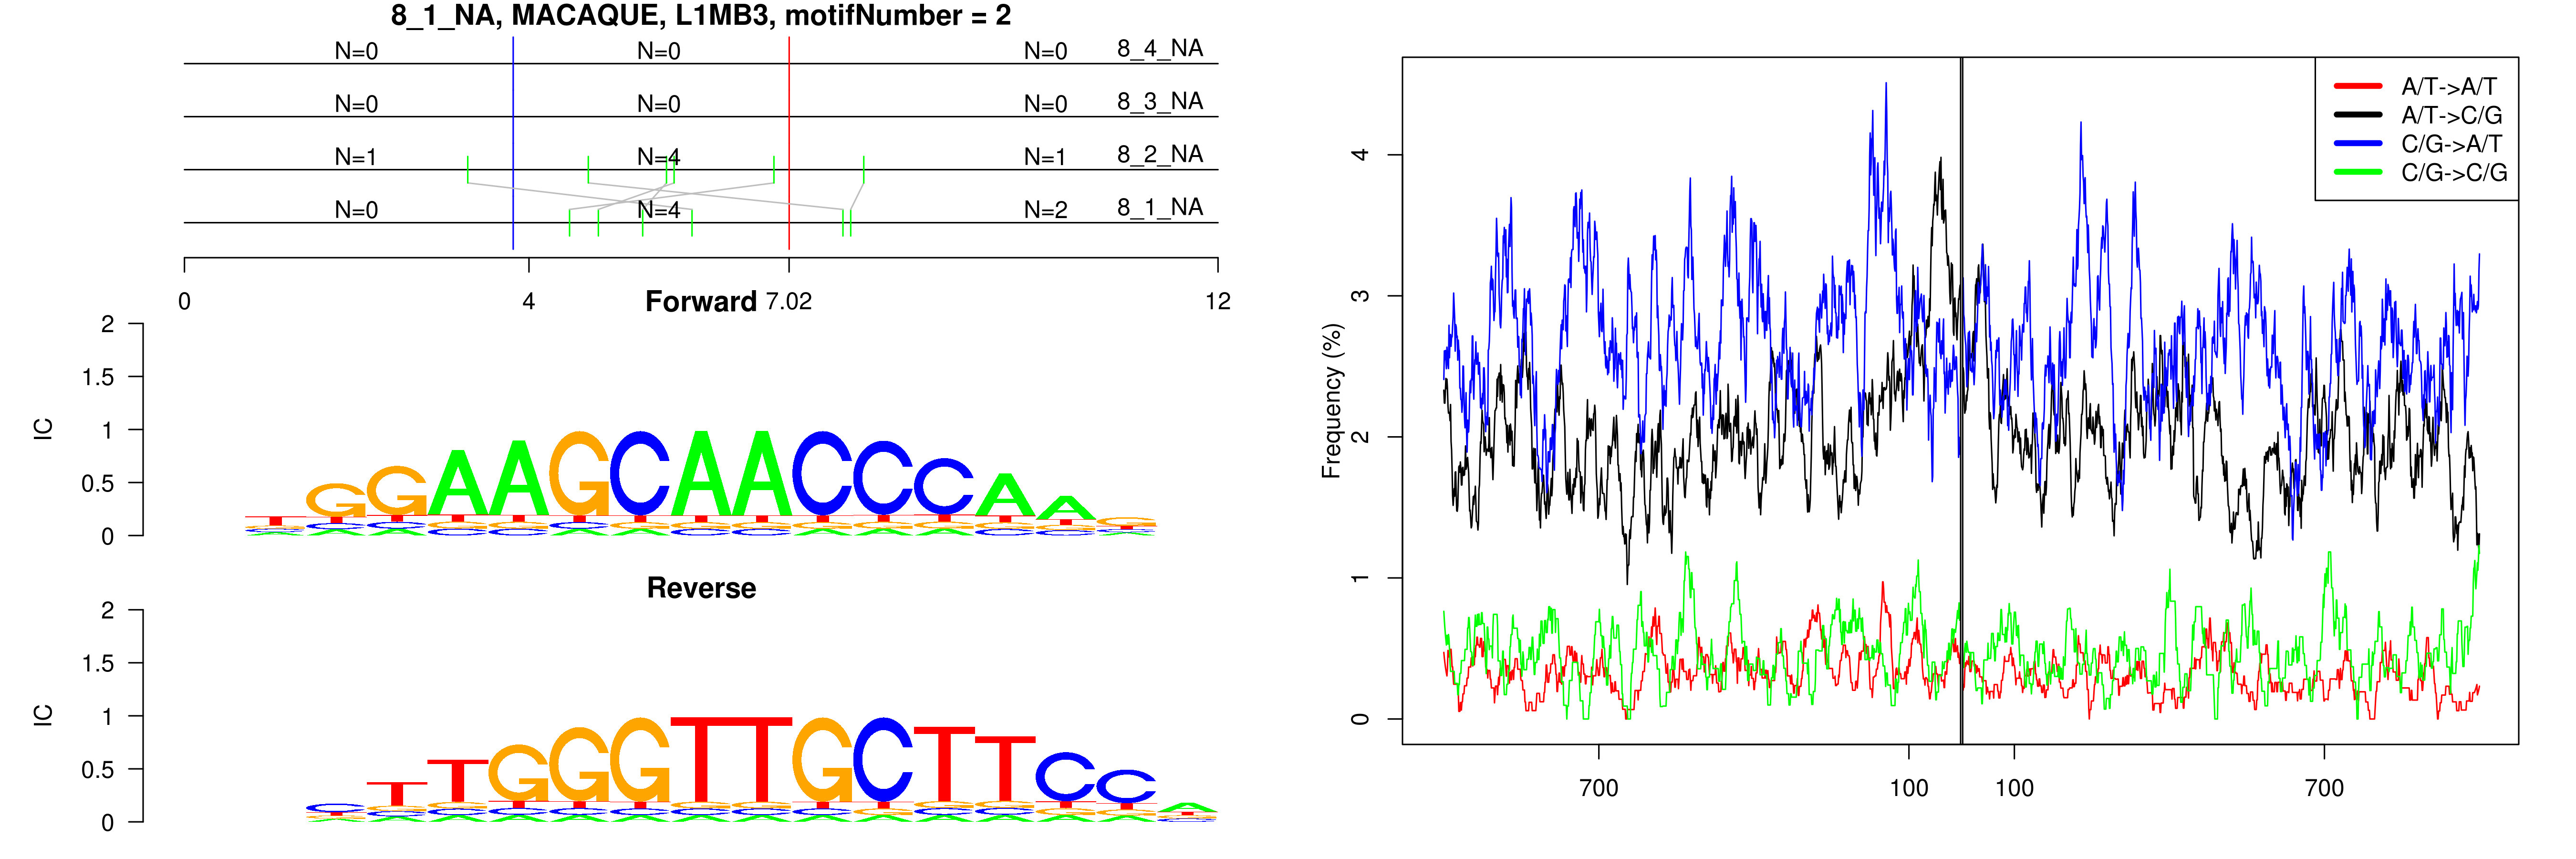 8_1_NA, MACAQUE, L1MB3, motifNumber = 2
N=0 N=0 N=0 8_4_NA
N=0 N=0 N=0 8_3_NA
N=1 N=4 N=1 8_2_NA
N=0 N=4 N=2 8_1_NA
0 4 7.02 12
Forward
IC
2
1.5
1
0.5
0
T G G A A G C A A C C C A A G
Reverse
IC
2
1.5
1
0.5
0
C T T G G G T T G C T T C C A
Frequency (%)
4
3
2
1
0
700 100 100 700
A/T->A/T
A/T->C/G
C/G->A/T
C/G->C/G